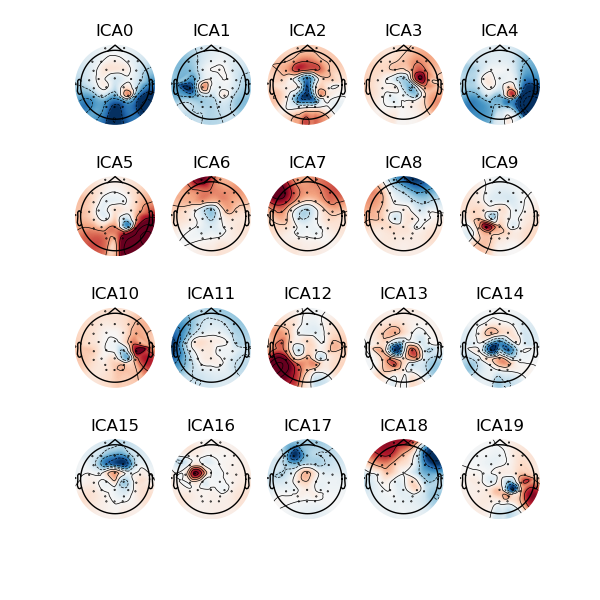 ICA0 ICA1 ICA2 ICA3 ICA4
ICA5 ICA6 ICA7 ICA8 ICA9
ICA10 ICA11 ICA12 ICA13 ICA14
ICA15 ICA16 ICA17 ICA18 ICA19